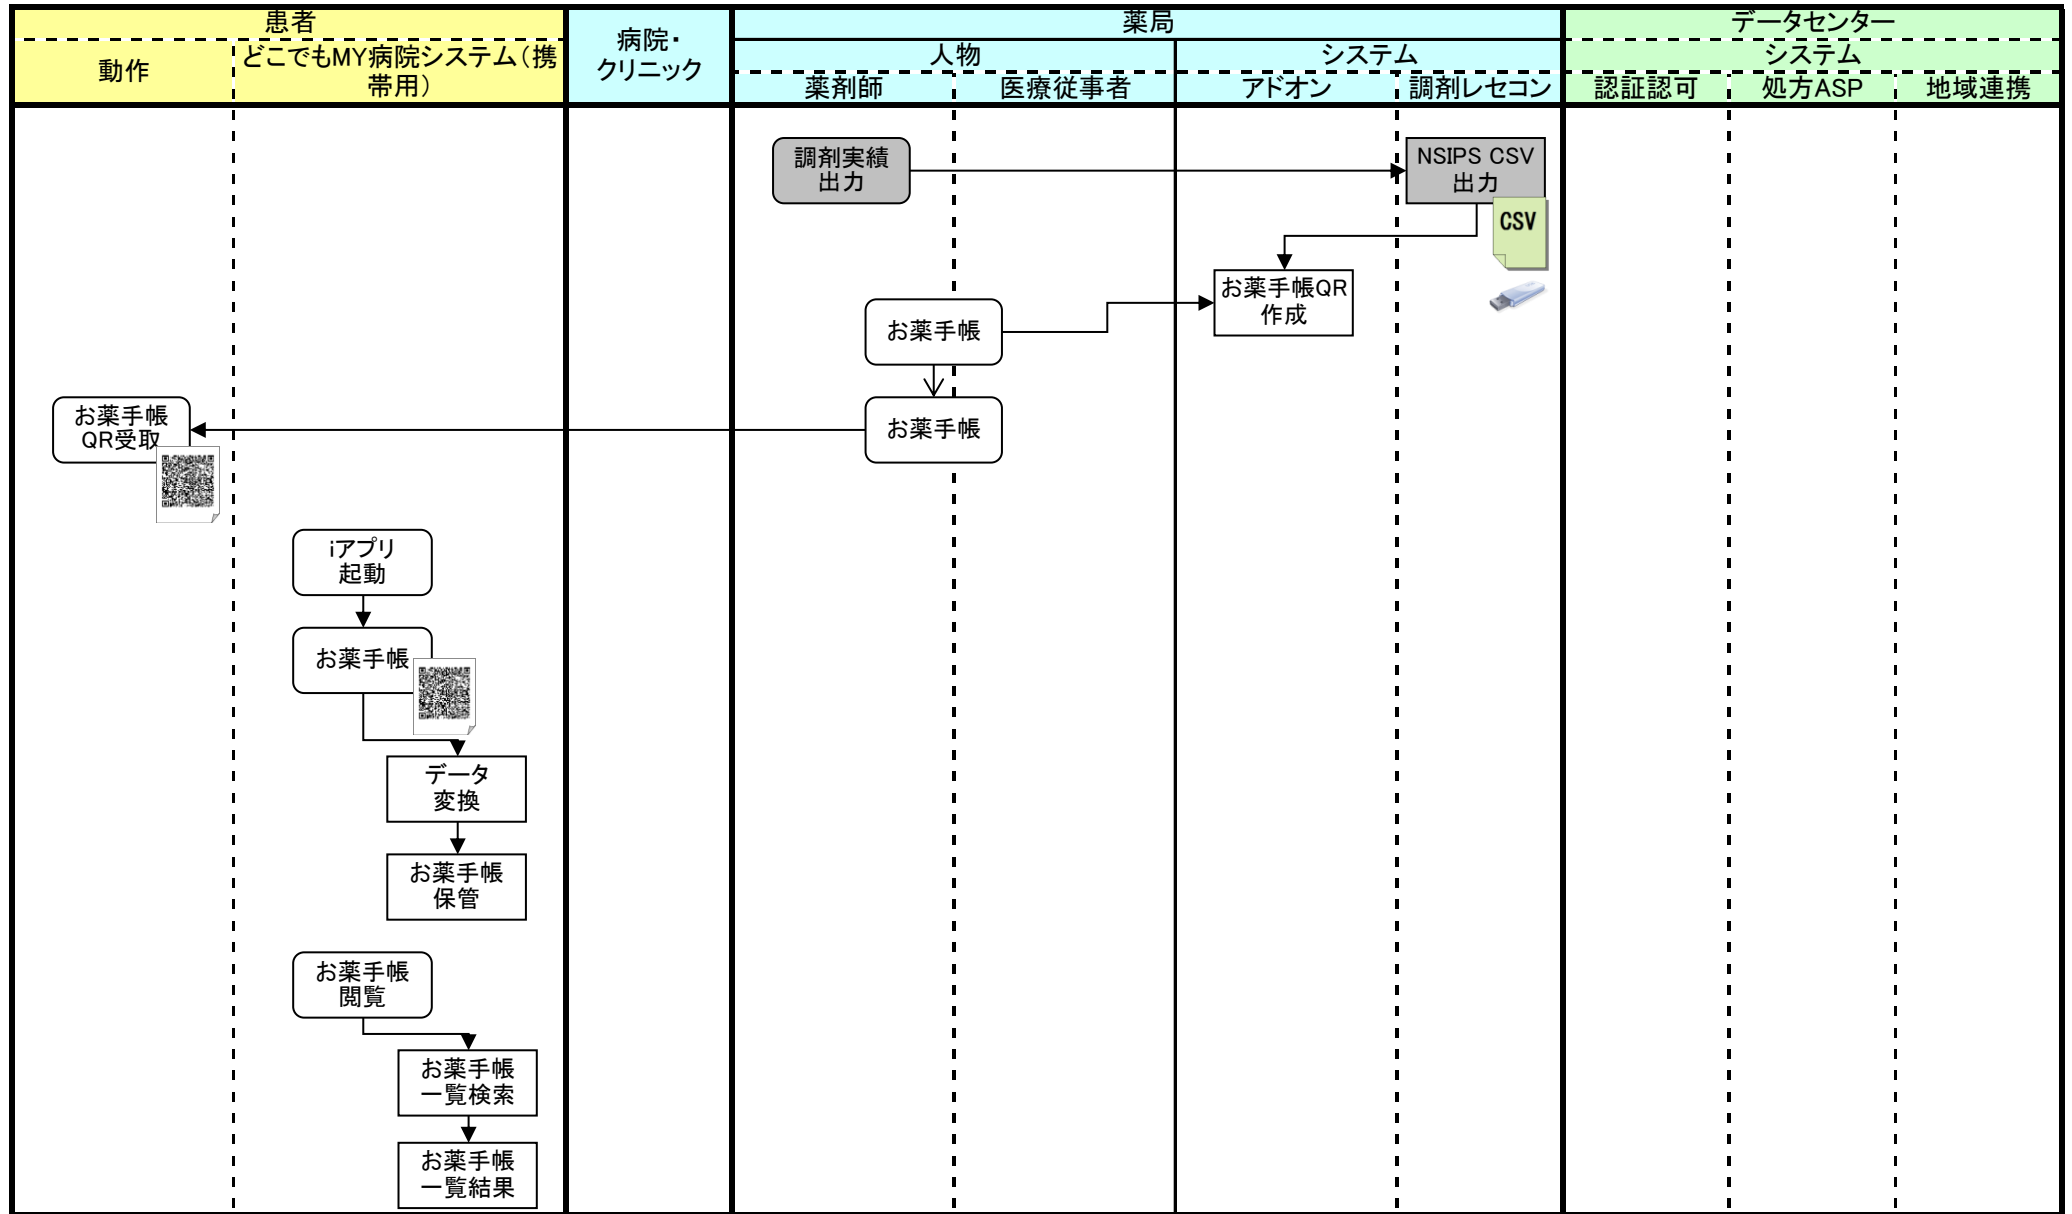 患者
病院・
クリニック
薬局
データセンター
動作
どこでもMY病院システム（携
帯用）
人物
システム
システム
薬剤師
医療従事者
アドオン
調剤レセコン
認証認可
処方ASP
地域連携
調剤実績
出力
NSIPS CSV
出力
CSV
お薬手帳QR
作成
お薬手帳
お薬手帳
お薬手帳
QR受取
iアプリ
起動
お薬手帳
データ
変換
お薬手帳
保管
お薬手帳
閲覧
お薬手帳
一覧検索
お薬手帳
一覧結果